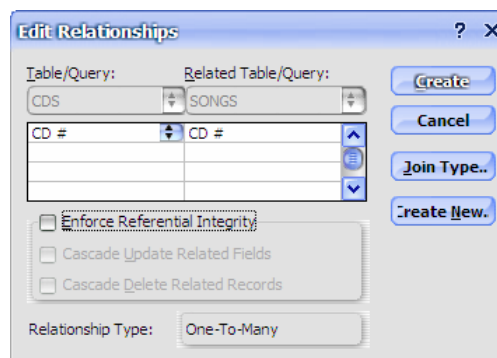 Edit Relationships
?
X
Table/Query: Related Table/Query:
CDS SONGS
CD # CD #
Enforce Referential Integrity
Cascade Update Related Fields
Cascade Delete Related Records
Relationship Type: One-To-Many
Create
Cancel
Join Type..
Create New.